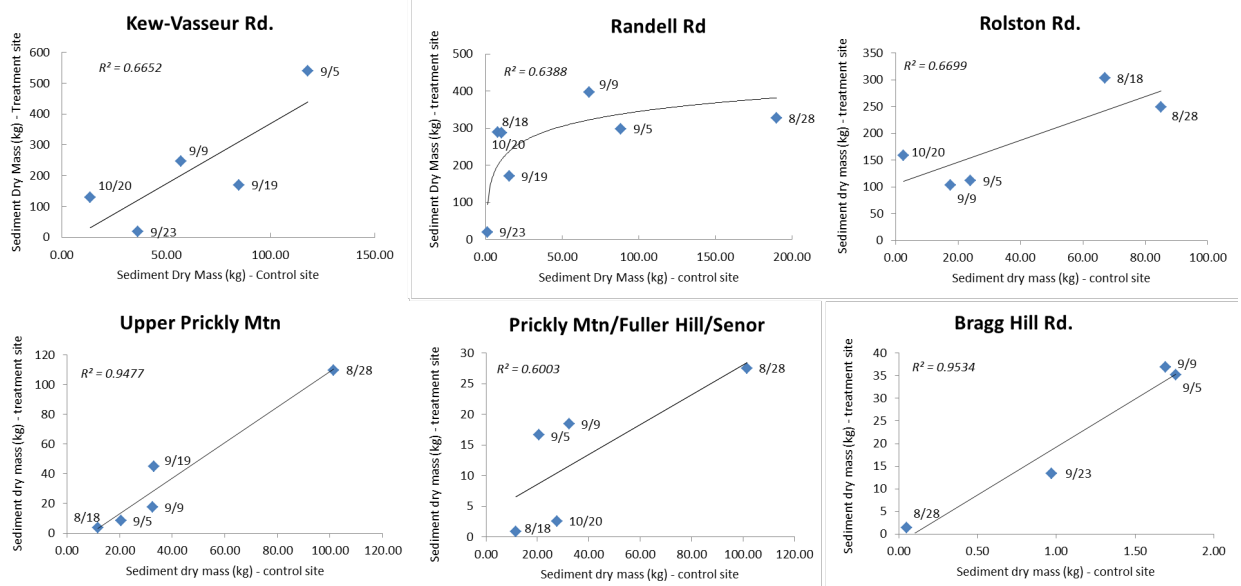 Kew-Vasseur Rd.
R² = 0.6652
Sediment Dry Mass (kg) - Treatment site
600
500
400
300
200
100
0
9/5
9/9
9/19
10/20
9/23
0.00 50.00 100.00 150.00
Sediment Dry Mass (kg) - Control site
Randell Rd
R² = 0.6388
Sediment Dry Mass (kg) - treatment site
500
400
300
200
100
0
9/9
8/18
10/20
9/5
8/28
9/19
9/23
0.00 50.00 100.00 150.00 200.00
Sediment Dry Mass (kg) - control site
Rolston Rd.
R² = 0.6699
Sediment dry mass (kg) - treatment site
350
300
250
200
150
100
50
0
8/18
8/28
10/20
9/5
9/9
0.00 20.00 40.00 60.00 80.00 100.00
Sediment dry mass (kg) - control site
Upper Prickly Mtn
R² = 0.9477
Sediment dry mass (kg) - treatment site
120
100
80
60
40
20
0
8/28
9/19
9/9
8/18
9/5
0.00 20.00 40.00 60.00 80.00 100.00 120.00
Sediment dry mass (kg) - control site
Prickly Mtn/Fuller Hill/Senor
R² = 0.6003
Sediment dry mass (kg) - treatment site
30
25
20
15
10
5
0
8/28
9/9
9/5
10/20
8/18
0.00 20.00 40.00 60.00 80.00 100.00 120.00
Sediment dry mass (kg) - control site
Bragg Hill Rd.
R² = 0.9534
Sediment dry mass (kg) - treatment site
40
35
30
25
20
15
10
5
0
9/9
9/5
9/23
8/28
0.00 0.50 1.00 1.50 2.00
Sediment dry mass (kg) - control site